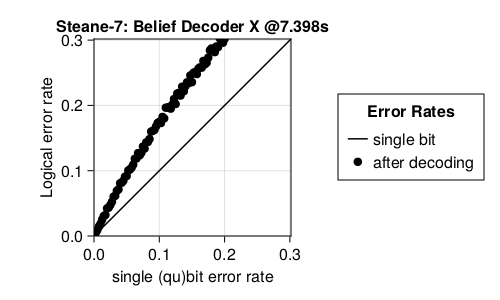 Steane-7: Belief Decoder X @7.398s
0.3
0.2
0.1
0.0
Logical error rate
0.0 0.1 0.2 0.3
single (qu)bit error rate
Error Rates
single bit
after decoding